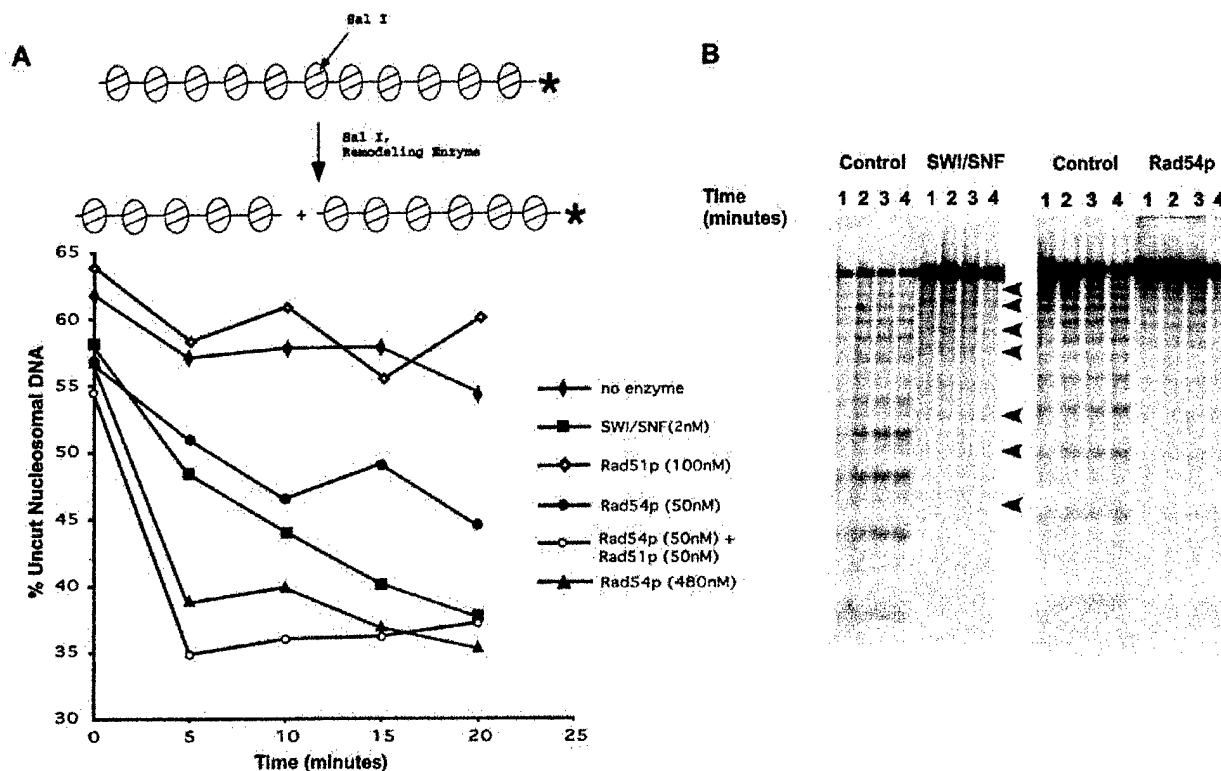 A
Sal I
Sal I,
Remodeling Enzyme
+
*
*
% Uncut Nucleosomal DNA
65
60
55
50
45
40
35
30
0 5 10 15 20 25
Time (minutes)
no enzyme
SWI/SNF(2nM)
Rad51p (100nM)
Rad54p (50nM)
Rad54p (50nM) +
Rad51p (50nM)
Rad54p (480nM)
B
Control SWI/SNF Control Rad54p
Time
(minutes)
1 2 3 4 1 2 3 4 1 2 3 4 1 2 3 4